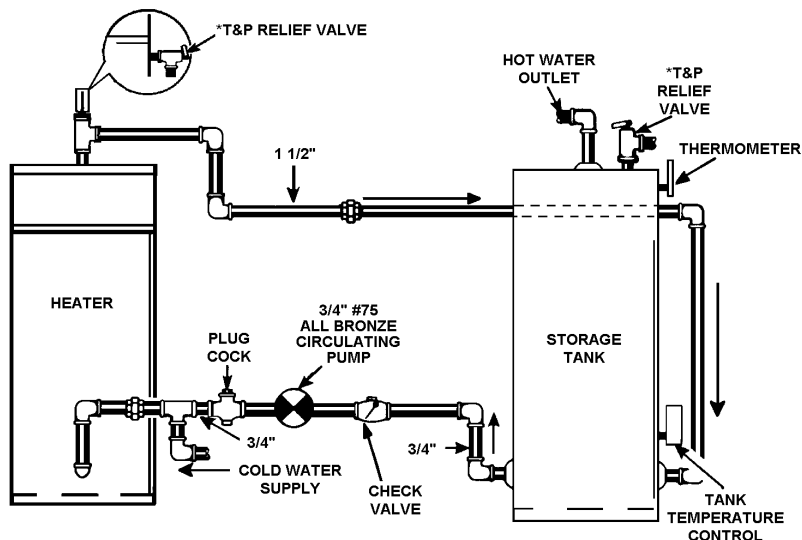 *T&P RELIEF VALVE
HOT WATER
OUTLET
*T&P
RELIEF
VALVE
THERMOMETER
1 1/2"
HEATER
3/4" #75
ALL BRONZE
CIRCULATING
PUMP
PLUG
COCK
STORAGE
TANK
3/4"
3/4"
COLD WATER
SUPPLY
CHECK
VALVE
TANK
TEMPERATURE
CONTROL